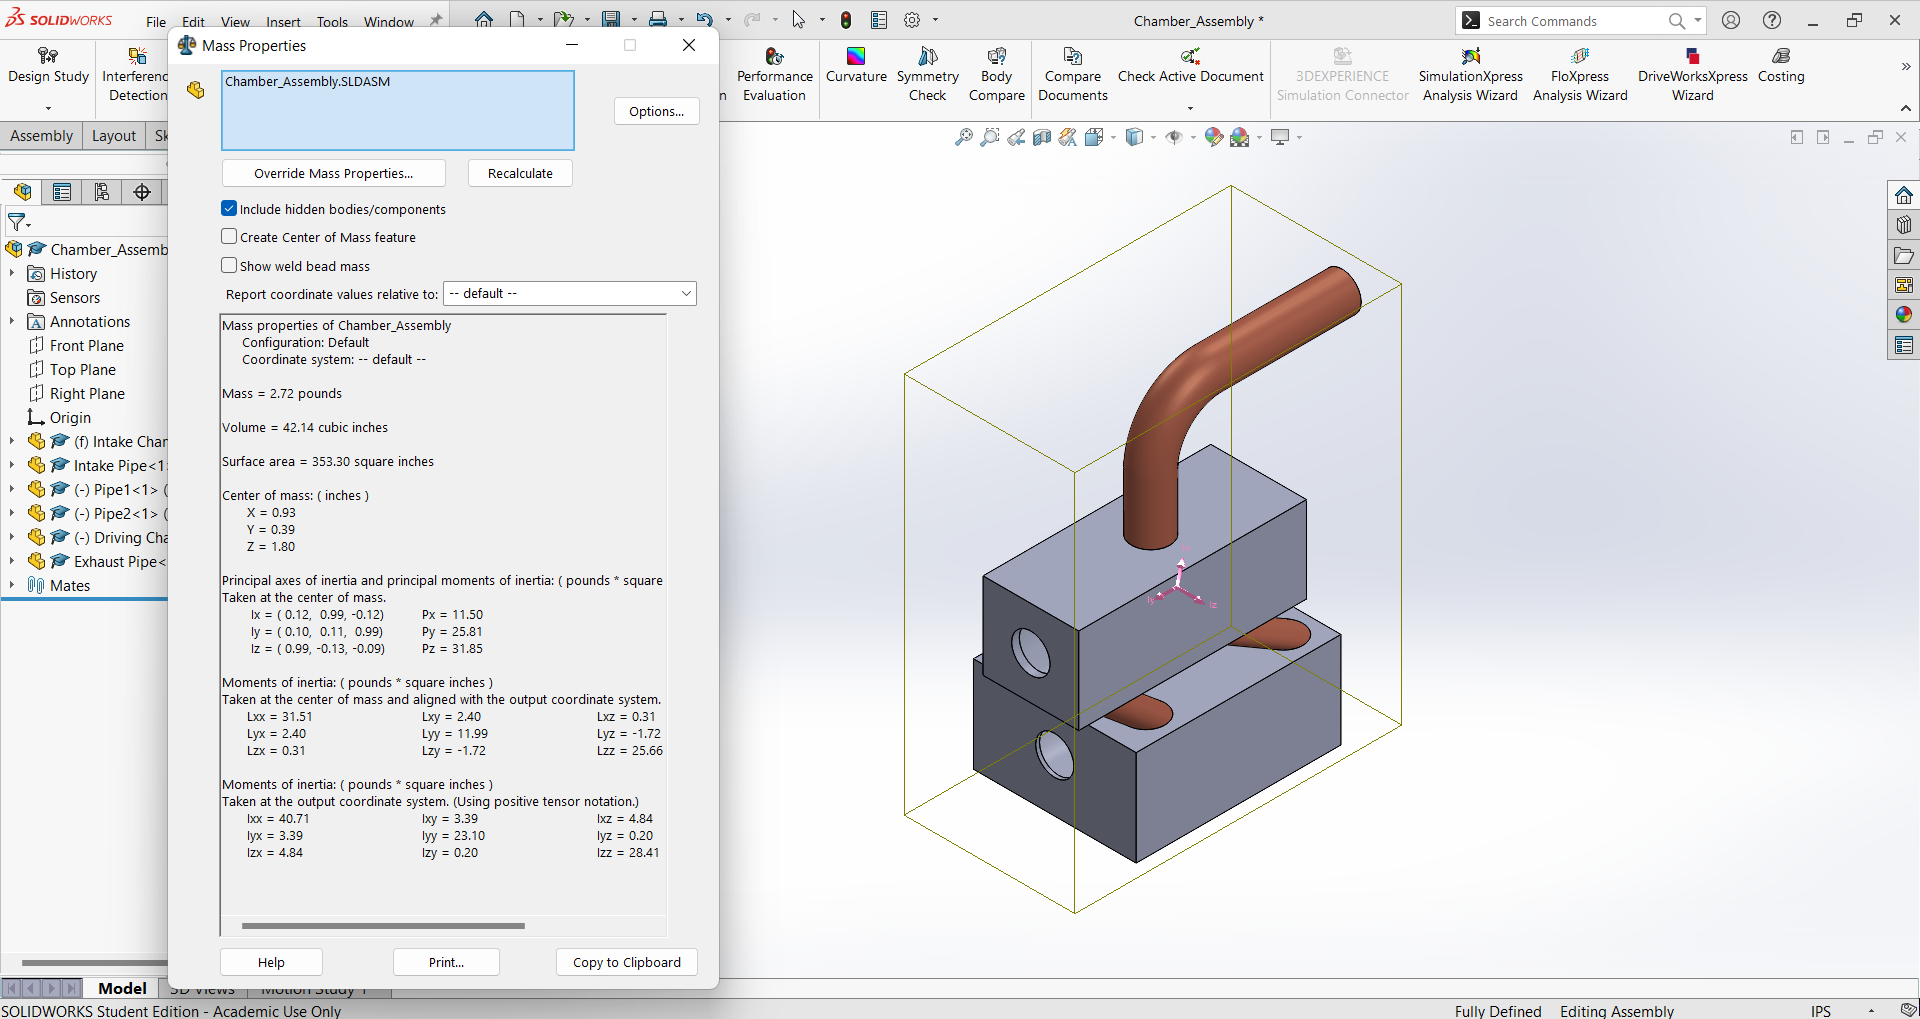 SOLIDWORKS File Edit View Insert Tools Window Chamber_Assembly * Search Commands
Mass Properties
Design Study
Interferenc
Detection
n
Performance
Evaluation
Curvature
Symmetry
Check
Body
Compare
Compare
Documents
Check Active Document
3DEXPERIENCE
Simulation Connector
SimulationXpress
Analysis Wizard
FloXpress
Analysis Wizard
DriveWorksXpress
Wizard
Costing
Assembly Layout Sk
Chamber_Assemb
History
Sensors
Annotations
Front Plane
Top Plane
Right Plane
Origin
(f) Intake Char
Intake Pipe<1
(-) Pipe1<1> (
(-) Pipe2<1> (
(-) Driving Cha
Exhaust Pipe<
Mates
Chamber_Assembly.SLDASM
Options...
Override Mass Properties... Recalculate
Include hidden bodies/components
Create Center of Mass feature
Show weld bead mass
Report coordinate values relative to: -- default --
Mass properties of Chamber_Assembly
Configuration: Default
Coordinate system: -- default --
Mass = 2.72 pounds
Volume = 42.14 cubic inches
Surface area = 353.30 square inches
Center of mass: ( inches )
X = 0.93
Y = 0.39
Z = 1.80
Principal axes of inertia and principal moments of inertia: ( pounds * square
Taken at the center of mass.
Ix = ( 0.12, 0.99, -0.12) Px = 11.50
Iy = ( 0.10, 0.11, 0.99) Py = 25.81
Iz = ( 0.99, -0.13, -0.09) Pz = 31.85
Moments of inertia: ( pounds * square inches )
Taken at the center of mass and aligned with the output coordinate system.
Lxx = 31.51 Lxy = 2.40 Lxz = 0.31
Lyx = 2.40 Lyy = 11.99 Lyz = -1.72
Lzx = 0.31 Lzy = -1.72 Lzz = 25.66
Moments of inertia: ( pounds * square inches )
Taken at the output coordinate system. (Using positive tensor notation.)
Ixx = 40.71 Ixy = 3.39 Ixz = 4.84
Iyx = 3.39 Iyy = 23.10 Iyz = 0.20
Izx = 4.84 Izy = 0.20 Izz = 28.41
Help Print... Copy to Clipboard
Iy
Iz
Model 3D Views Motion Study 1
SOLIDWORKS Student Edition - Academic Use Only Fully Defined Editing Assembly IPS